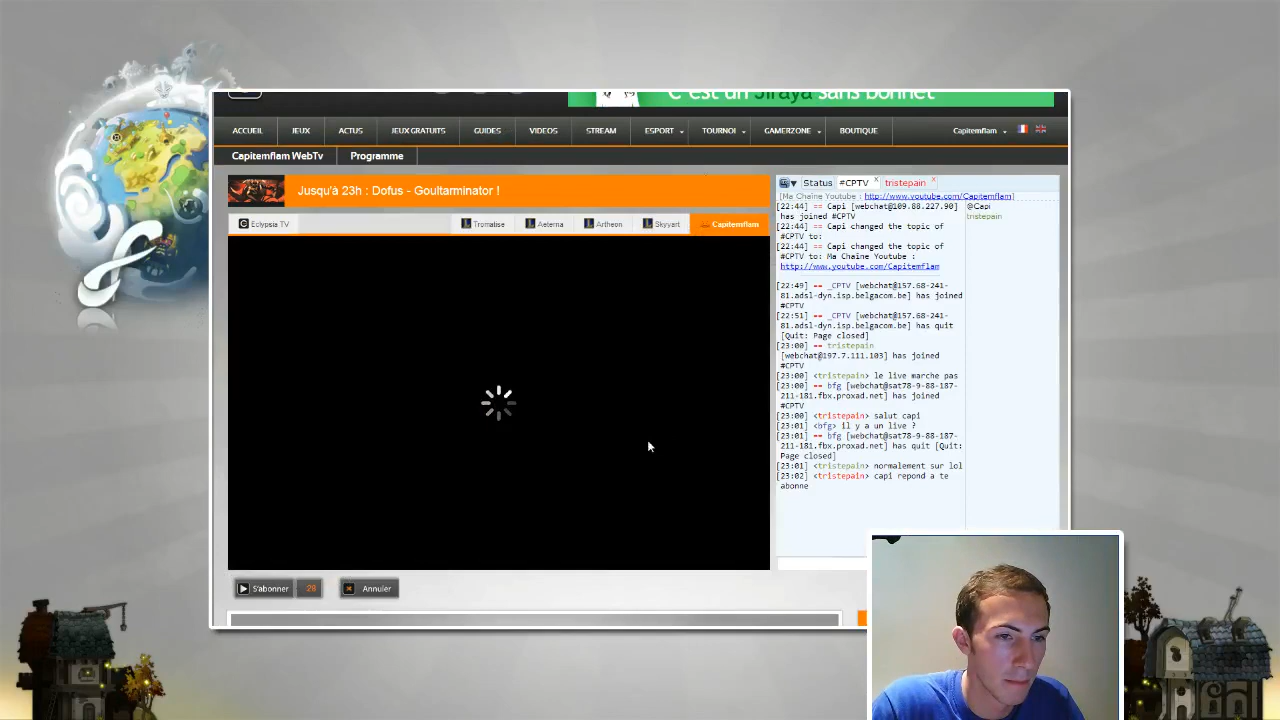 C'est un Jiraya sans bonnet
ACCUEIL JEUX ACTUS JEUX GRATUITS GUIDES VIDEOS STREAM ESPORT TOURNOI GAMERZONE BOUTIQUE Capitemflam
Capitemflam WebTv Programme
Jusqu'à 23h : Dofus - Goultarminator !
Eclypsia TV Tromatise Aeterna Artheon Skyyart Capitemflam
S'abonner 28 Annuler
Status #CPTV x tristepain x
[Ma Chaîne Youtube : http://www.youtube.com/Capitemflam]
[22:44] == Capi [webchat@109.88.227.90]
has joined #CPTV
[22:44] == Capi changed the topic of
#CPTV to:
[22:44] == Capi changed the topic of
#CPTV to: Ma Chaîne Youtube :
http://www.youtube.com/Capitemflam
[22:49] == _CPTV [webchat@157.68-241-
81.adsl-dyn.isp.belgacom.be] has joined
#CPTV
[22:51] == _CPTV [webchat@157.68-241-
81.adsl-dyn.isp.belgacom.be] has quit
[Quit: Page closed]
[23:00] == tristepain
[webchat@197.7.111.103] has joined
#CPTV
[23:00] <tristepain> le live marche pas
[23:00] == bfg [webchat@sat78-9-88-187-
211-181.fbx.proxad.net] has joined
#CPTV
[23:00] <tristepain> salut capi
[23:01] <bfg> il y a un live ?
[23:01] == bfg [webchat@sat78-9-88-187-
211-181.fbx.proxad.net] has quit [Quit:
Page closed]
[23:01] <tristepain> normalement sur lol
[23:02] <tristepain> capi repond a te
abonne
@Capi
tristepain